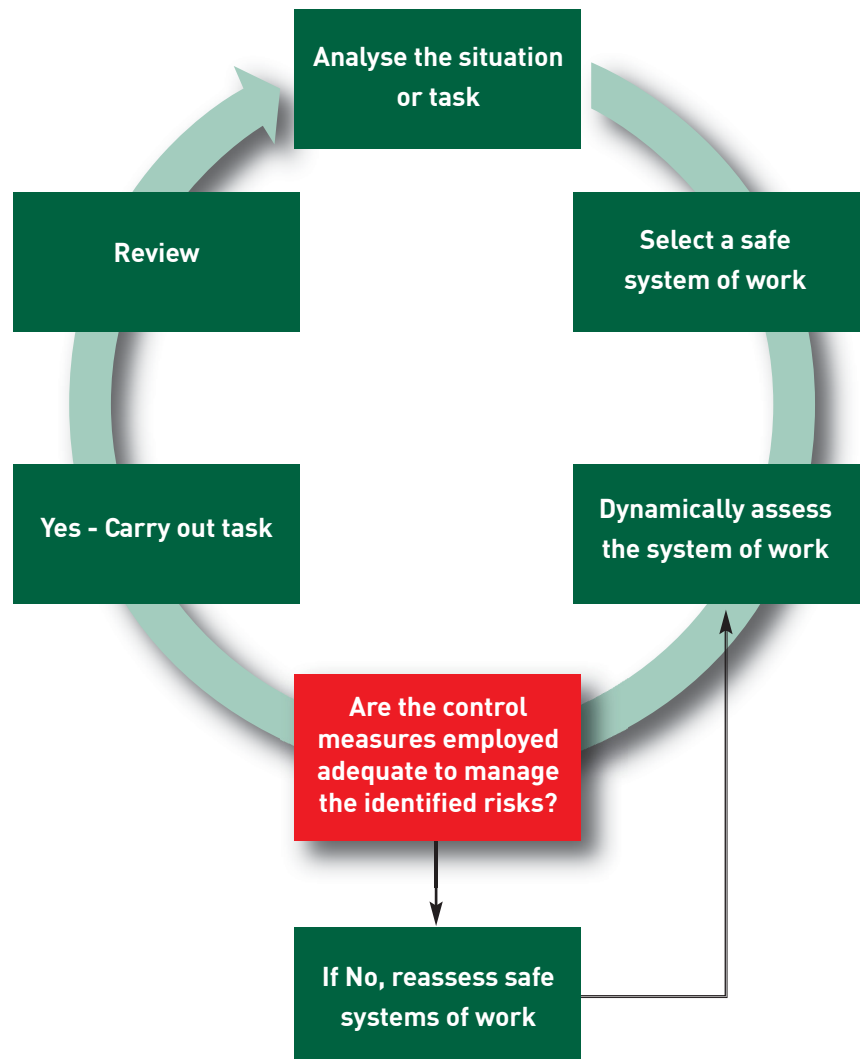 Analyse the situation
or task
Select a safe
system of work
Dynamically assess
the system of work
Are the control
measures employed
adequate to manage
the identified risks?
If No, reassess safe
systems of work
Yes - Carry out task
Review